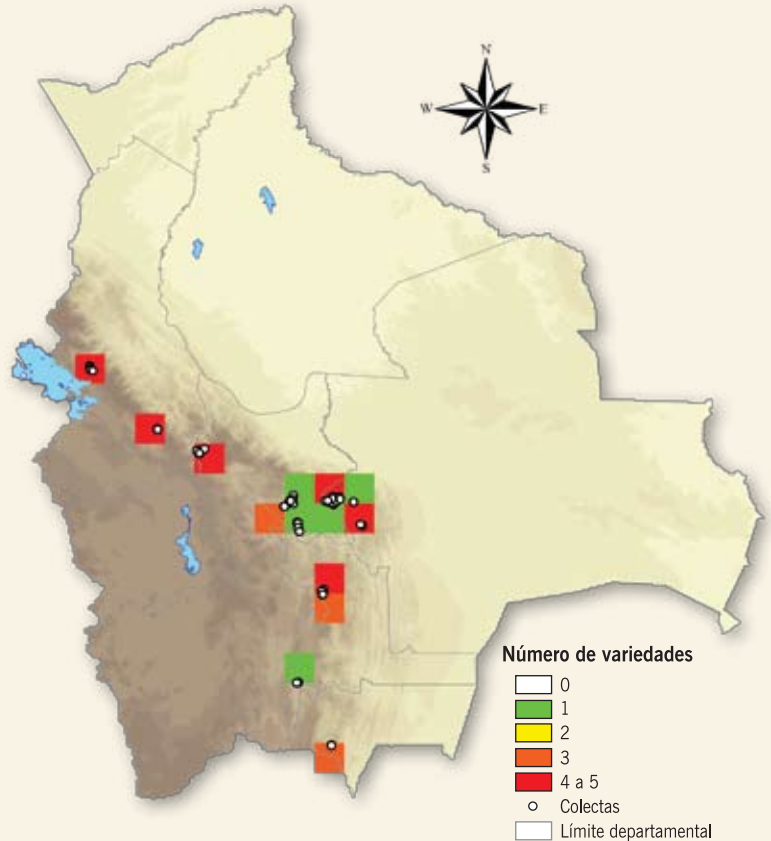 N
W E
S
Número de variedades
0
1
2
3
4 a 5
Colectas
Límite departamental